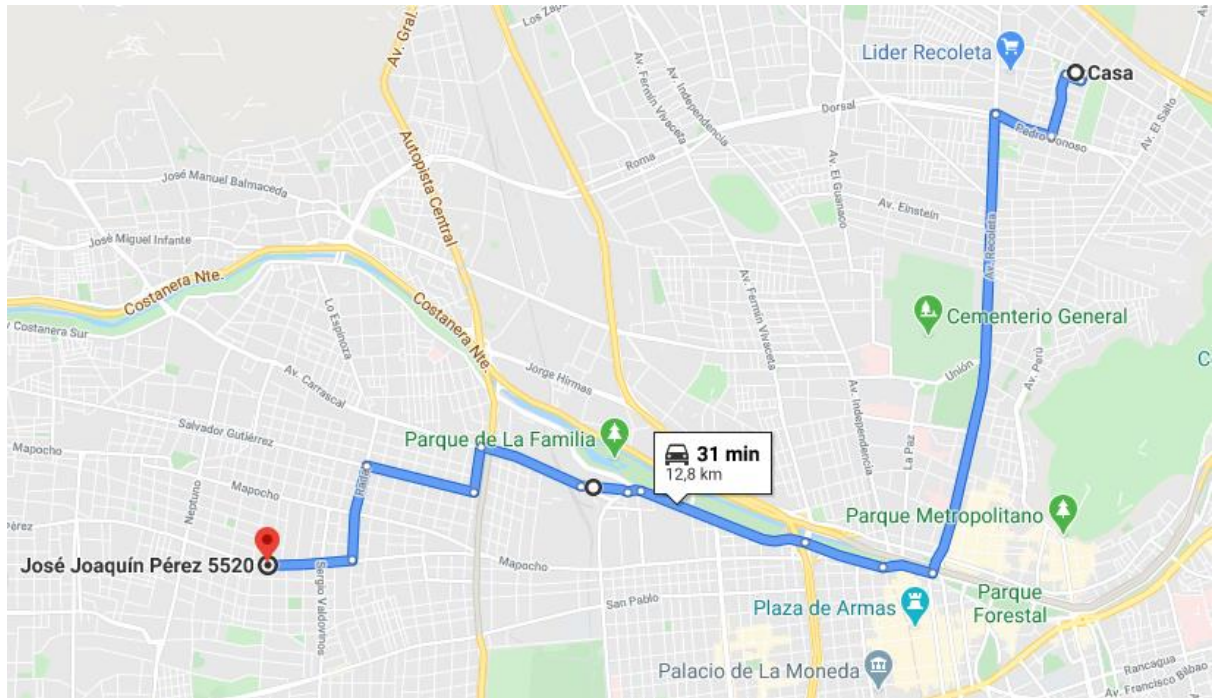 Los Zapa
Av. Gral.
Lider Recoleta
Casa
Av. Fermín Vivaceta
Av. Independencia
Dorsal
Pedro Donoso
Av. El Salto
Roma
Autopista Central
José Manuel Balmaceda
Av. El Guanaco
Av. Einstein
Av. Recoleta
José Miguel Infante
Costanera Nte.
Costanera Nte.
Costanera Sur
Lo Espinoza
Av. Fermín Vivaceta
Cementerio General
Jorge Hirmas
Unión
Av. Perú
C
Av. Carrascal
Av. Independencia
Salvador Gutiérrez
Parque de La Familia
31 min
12,8 km
La Paz
Mapocho
Neptuno
Mapocho
Radal
Parque Metropolitano
Pérez
José Joaquín Pérez 5520
Sergio Valdovinos
Mapocho
San Pablo
Plaza de Armas
Parque
Forestal
Palacio de La Moneda
Rancagua
Av. Francisco Bilbao